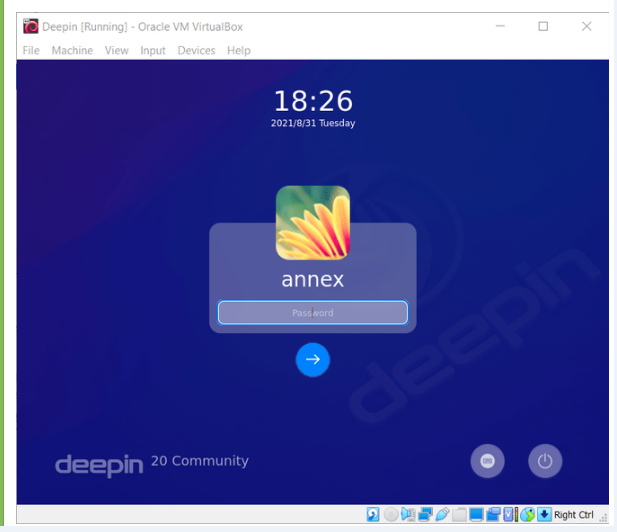 Deepin [Running] - Oracle VM VirtualBox
File Machine View Input Devices Help
18:26
2021/8/31 Tuesday
annex
Password
deepin
deepin 20 Community
Right Ctrl